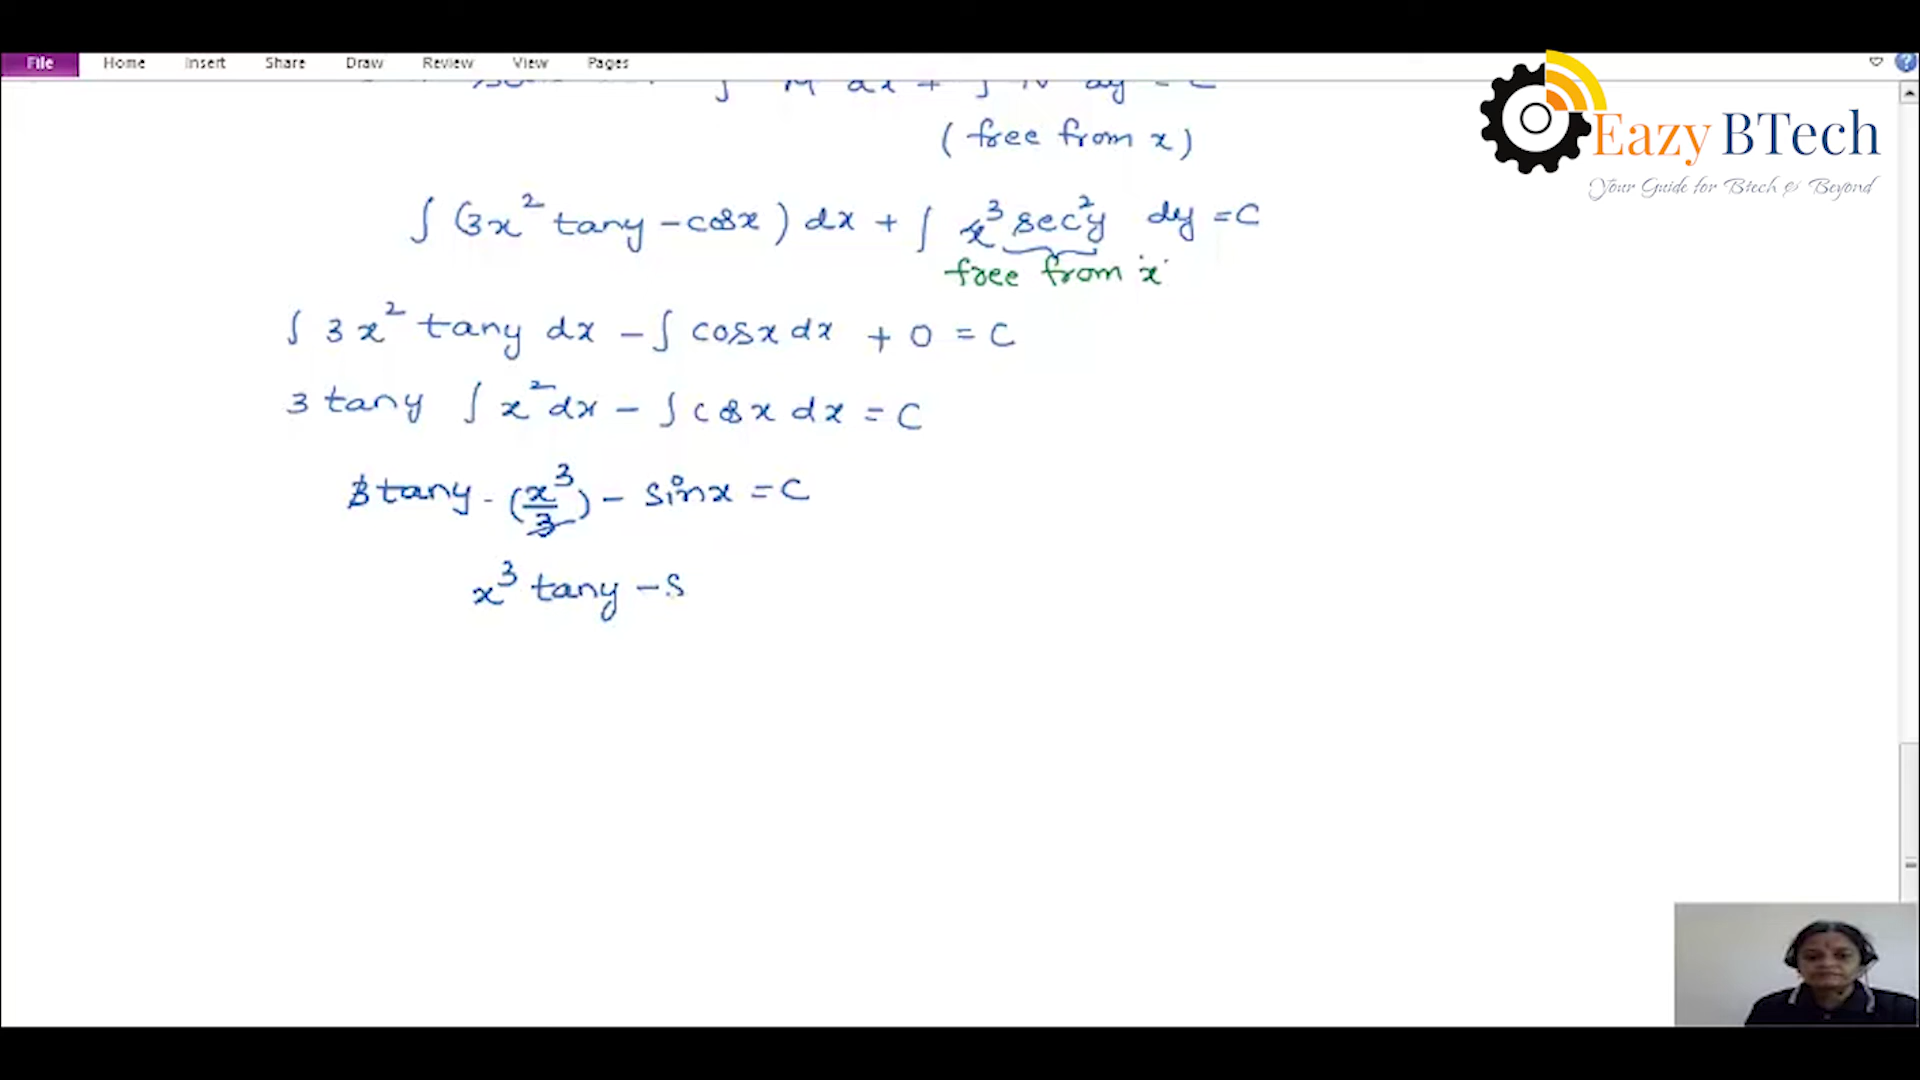 File Home Insert Share Draw Review View Pages
Eazy BTech
Your Guide for Btech & Beyond
∫ M dx + ∫ N dy = C
(free from x)
∫ (3x² tany - cosx) dx + ∫ x³ sec²y dy = C
free from 'x'
∫ 3x² tany dx - ∫ cosx dx + 0 = C
3 tany ∫ x² dx - ∫ cosx dx = C
3 tany · (x³/3) - sinx = C
x³ tany - S